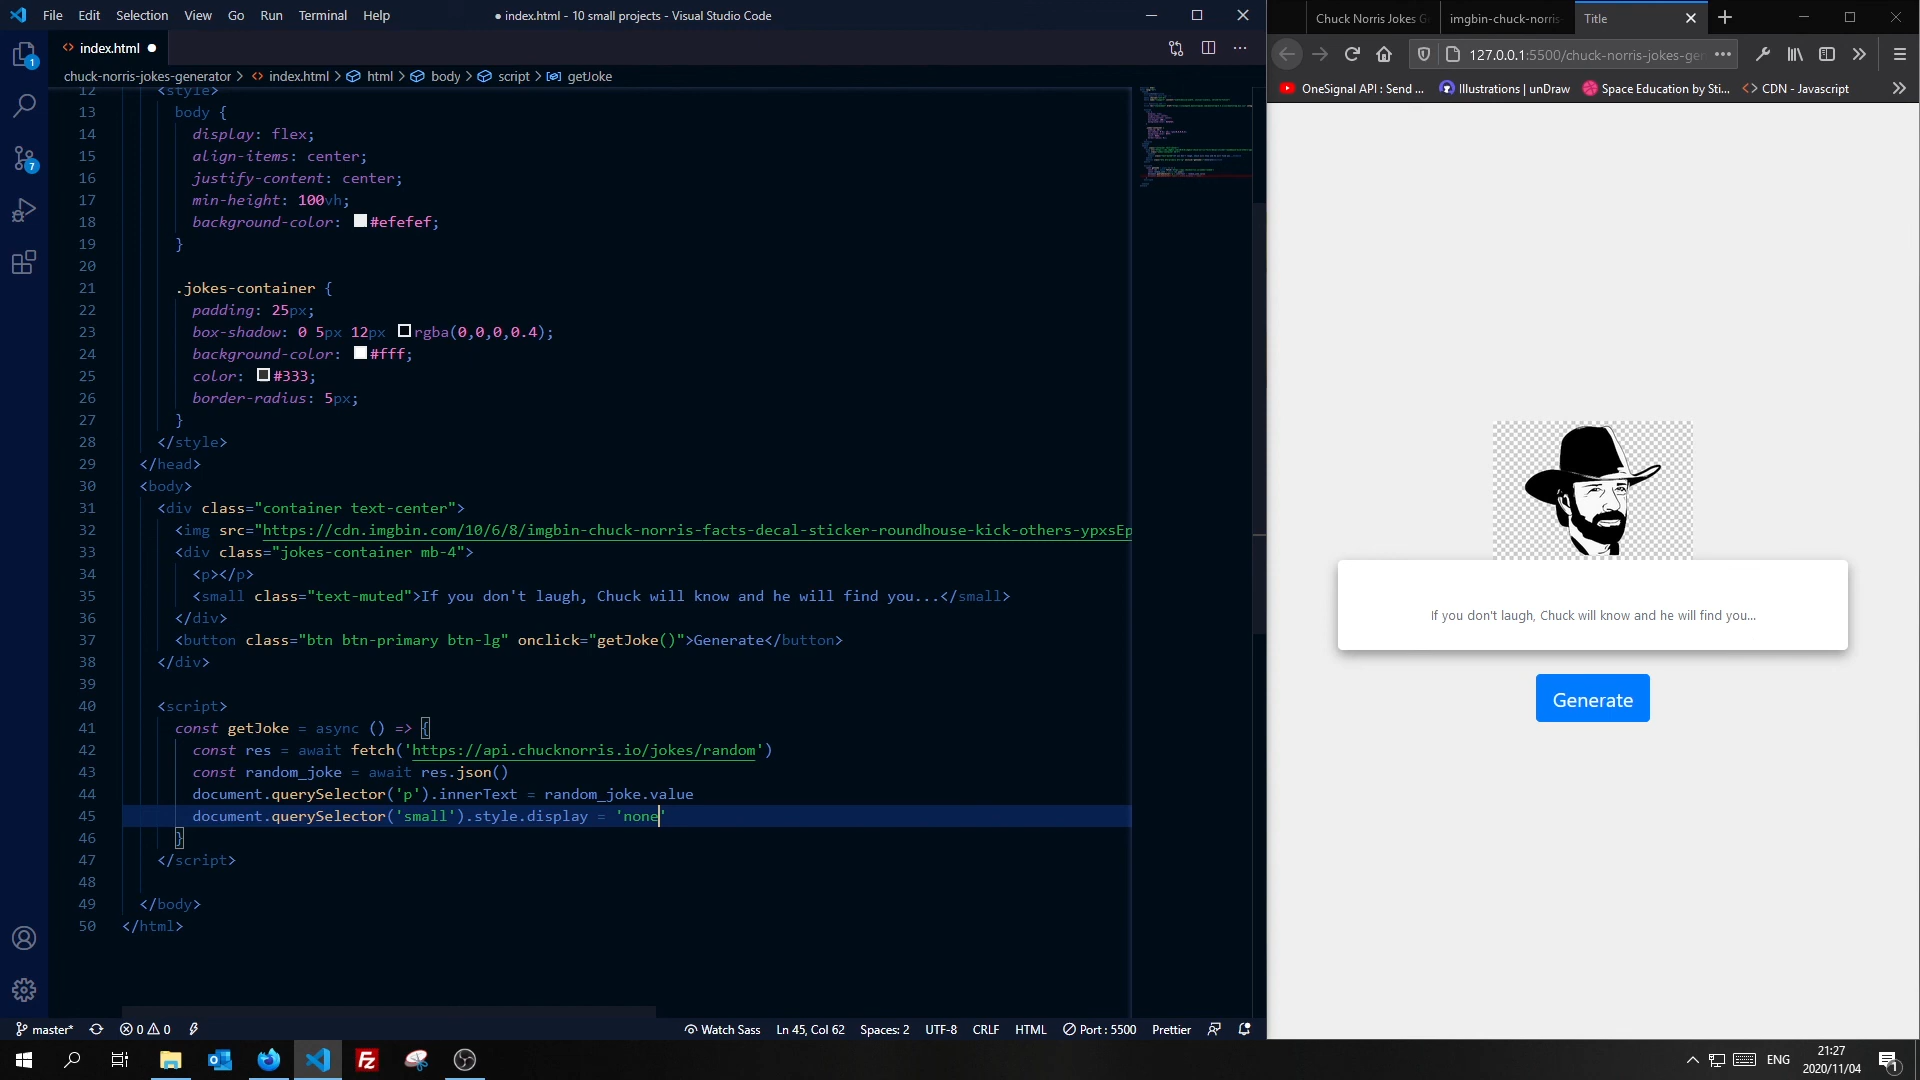 File Edit Selection View Go Run Terminal Help
● index.html - 10 small projects - Visual Studio Code
index.html ●
chuck-norris-jokes-generator > index.html > html > body > script > getJoke
12 <style>
13 body {
14 display: flex;
15 align-items: center;
16 justify-content: center;
17 min-height: 100vh;
18 background-color: #efefef;
19 }
20
21 .jokes-container {
22 padding: 25px;
23 box-shadow: 0 5px 12px rgba(0,0,0,0.4);
24 background-color: #fff;
25 color: #333;
26 border-radius: 5px;
27 }
28 </style>
29 </head>
30 <body>
31 <div class="container text-center">
32 <img src="https://cdn.imgbin.com/10/6/8/imgbin-chuck-norris-facts-decal-sticker-roundhouse-kick-others-ypxsEp
33 <div class="jokes-container mb-4">
34 <p></p>
35 <small class="text-muted">If you don't laugh, Chuck will know and he will find you...</small>
36 </div>
37 <button class="btn btn-primary btn-lg" onclick="getJoke()">Generate</button>
38 </div>
39
40 <script>
41 const getJoke = async () => {
42 const res = await fetch('https://api.chucknorris.io/jokes/random')
43 const random_joke = await res.json()
44 document.querySelector('p').innerText = random_joke.value
45 document.querySelector('small').style.display = 'none'
46 }
47 </script>
48
49 </body>
50 </html>
1
7
master* 0 0 Watch Sass Ln 45, Col 62 Spaces: 2 UTF-8 CRLF HTML Port : 5500 Prettier
Chuck Norris Jokes G imgbin-chuck-norris- Title
127.0.0.1:5500/chuck-norris-jokes-ge
OneSignal API : Send ... Illustrations | unDraw Space Education by Sti... CDN - Javascript
If you don't laugh, Chuck will know and he will find you...
Generate
ENG
21:27
2020/11/04
1